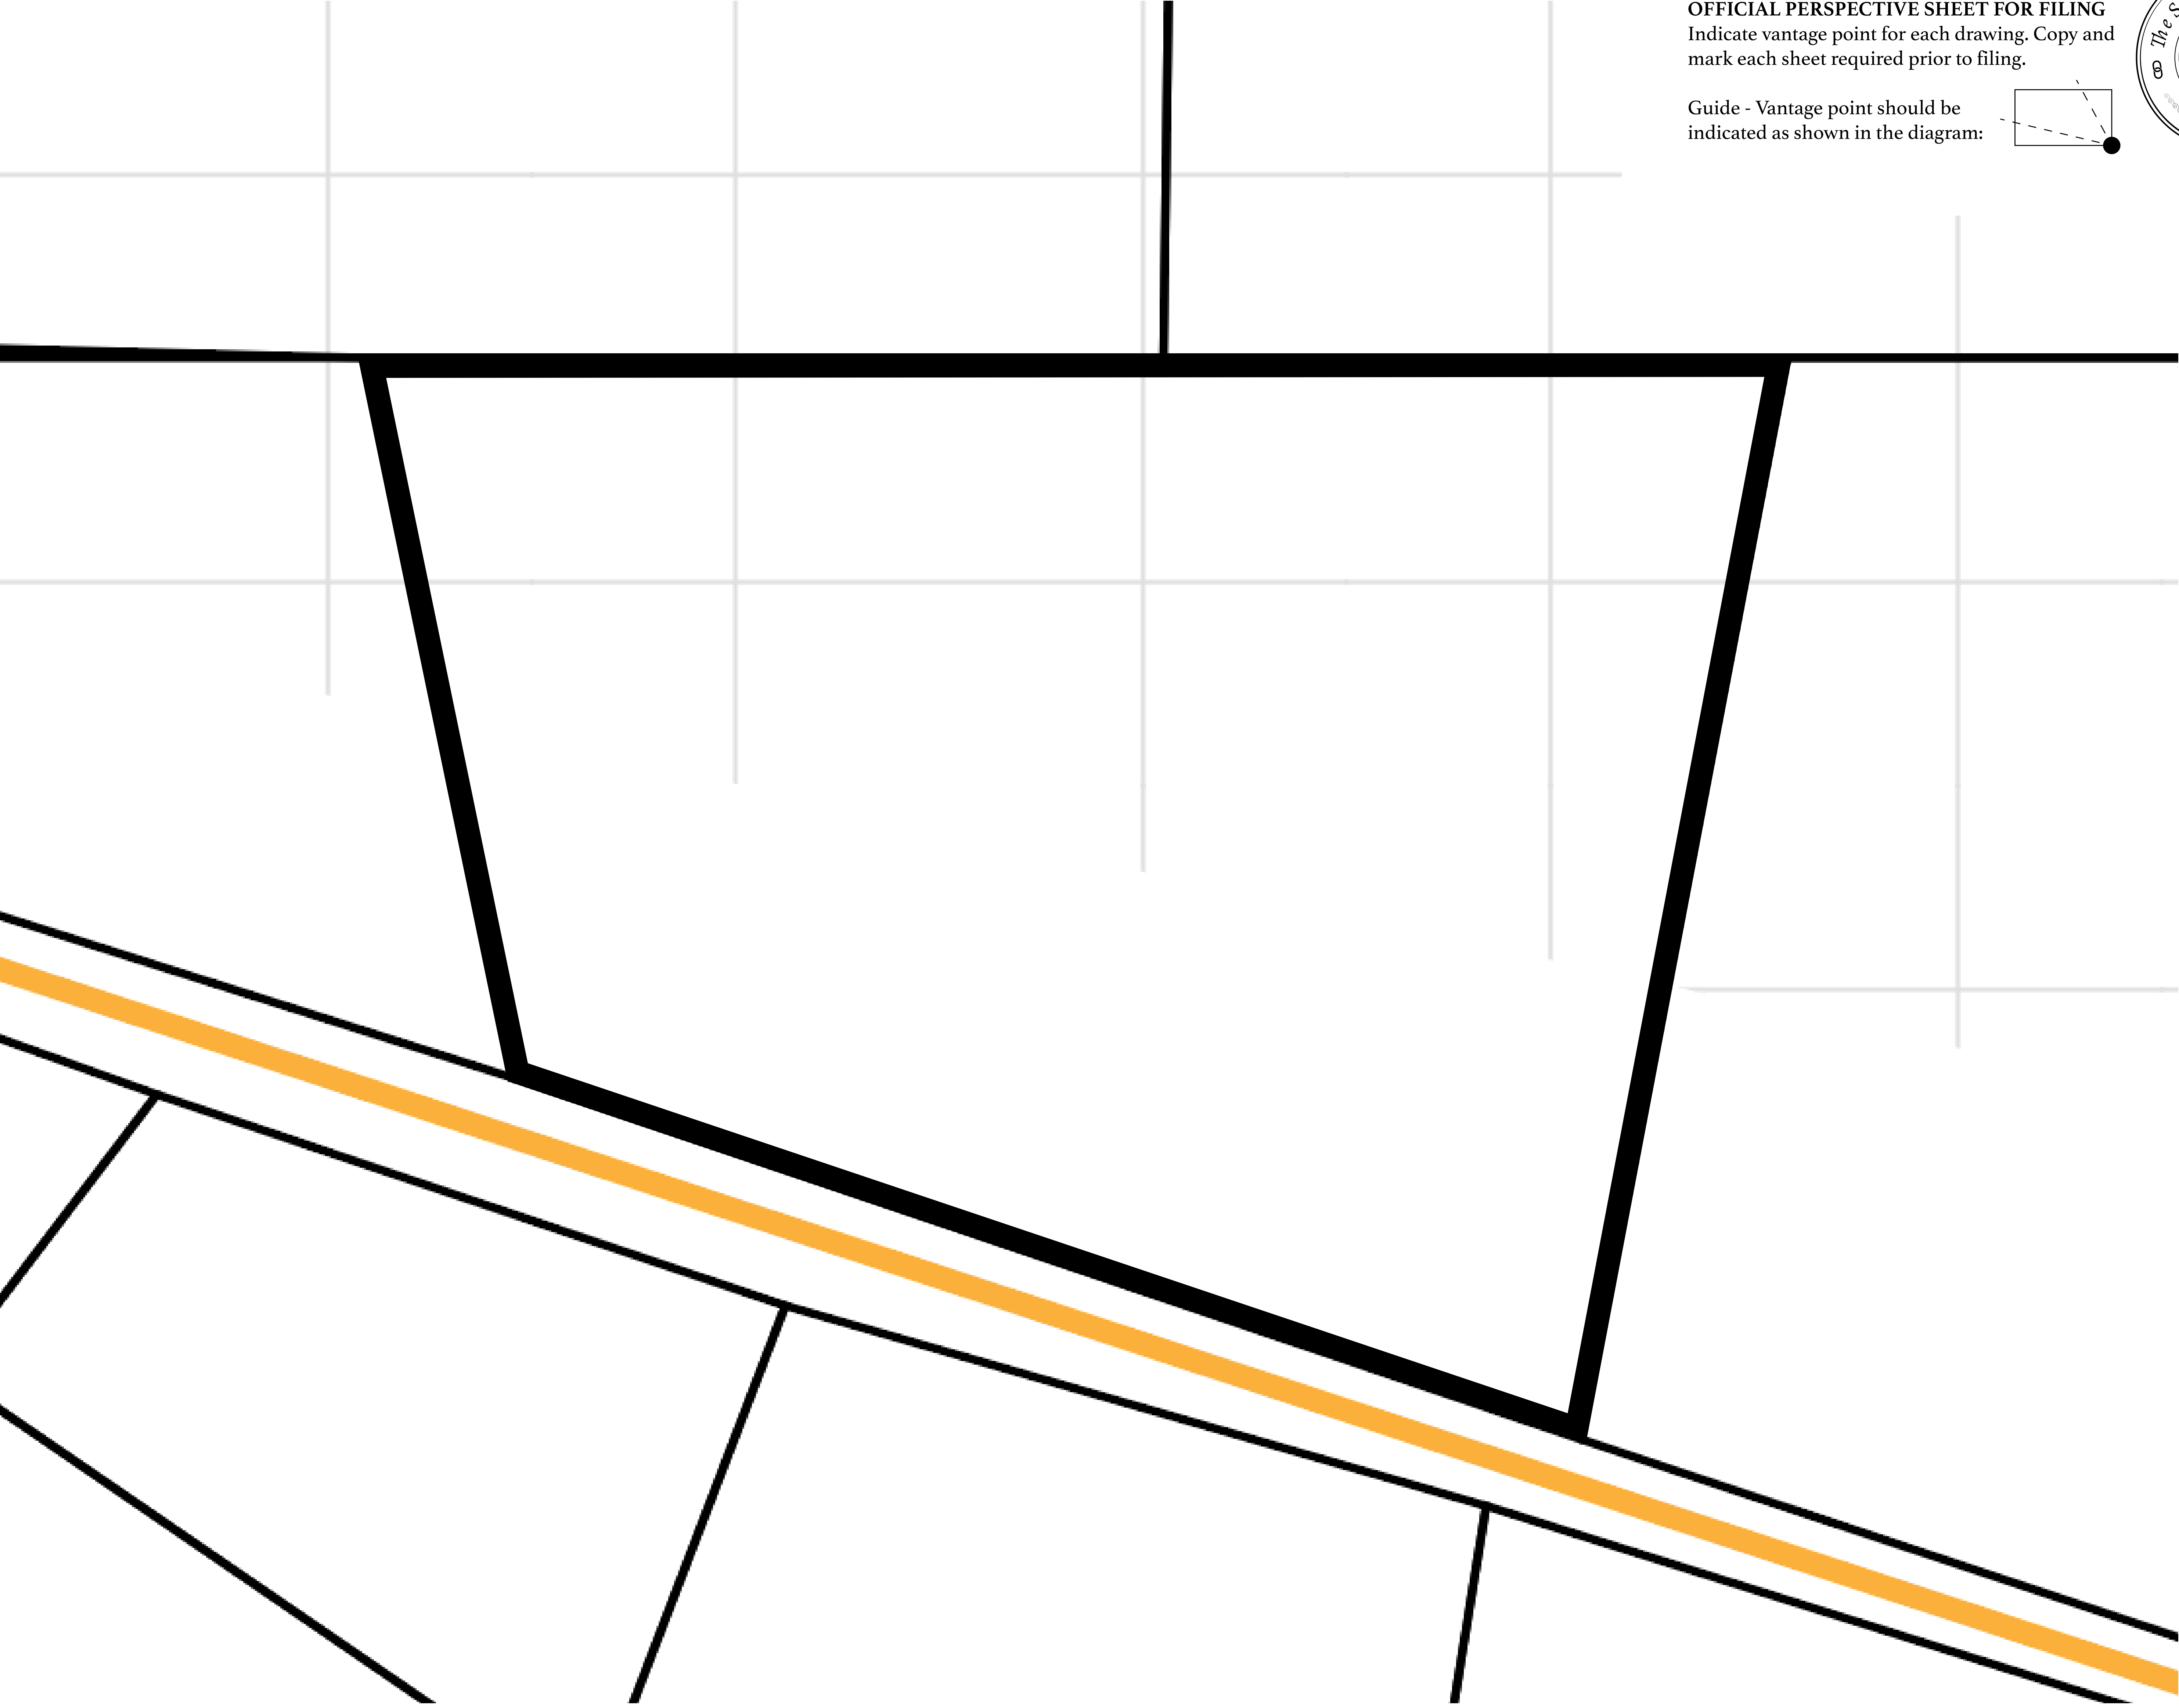 OFFICIAL PERSPECTIVE SHEET FOR FILING
Indicate vantage point for each drawing. Copy and
mark each sheet required prior to filing.
Guide - Vantage point should be
indicated as shown in the diagram:
The